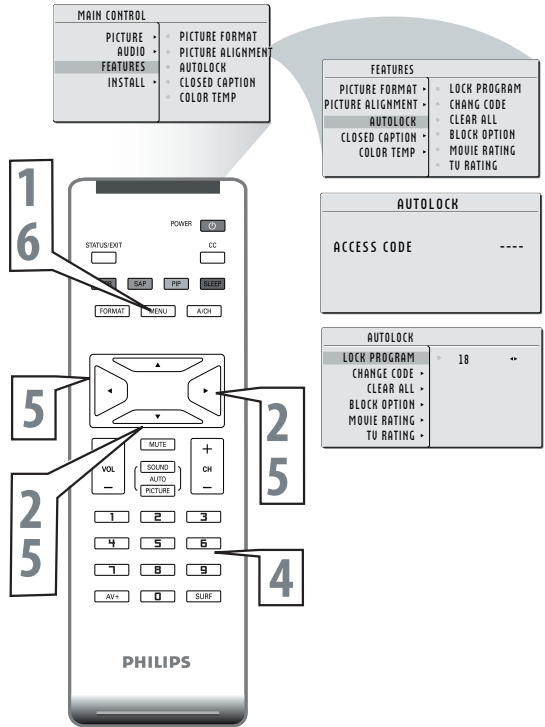 MAIN CONTROL
PICTURE ▸ PICTURE FORMAT
AUDIO ▸ PICTURE ALIGNMENT
FEATURES AUTOLOCK
INSTALL ▸ CLOSED CAPTION
COLOR TEMP
FEATURES
PICTURE FORMAT ▸ LOCK PROGRAM
PICTURE ALIGNMENT ▸ CHANG CODE
AUTOLOCK CLEAR ALL
CLOSED CAPTION ▸ BLOCK OPTION
COLOR TEMP ▸ MOVIE RATING
TV RATING
AUTOLOCK
ACCESS CODE ----
AUTOLOCK
LOCK PROGRAM 18 ◂▸
CHANGE CODE ▸
CLEAR ALL ▸
BLOCK OPTION ▸
MOVIE RATING ▸
TV RATING ▸
1
6
POWER
STATUS/EXIT CC
SAP PIP SLEEP
FORMAT MENU A/CH
5
2
5
2
5
4
MUTE
VOL SOUND CH
AUTO
PICTURE
+
–
–
1 2 3
4 5 6
7 8 9
AV+ 0 SURF
PHILIPS